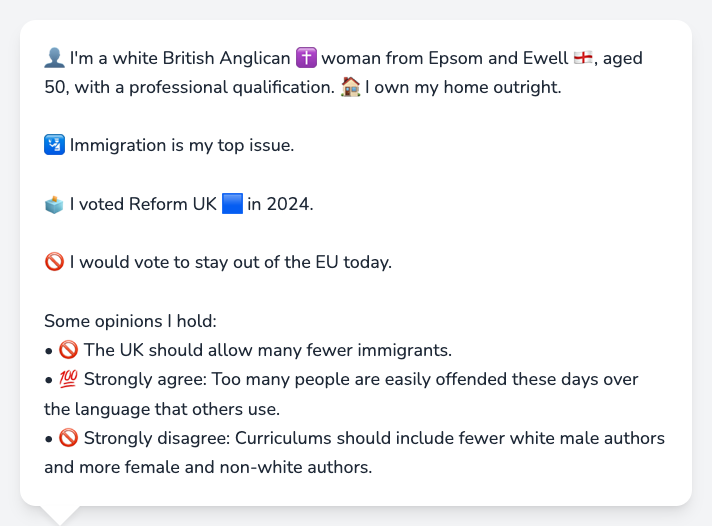 👤 I'm a white British Anglican ✝️ woman from Epsom and Ewell 🏴󠁧󠁢󠁥󠁮󠁧󠁿, aged
50, with a professional qualification. 🏠 I own my home outright.
🛂 Immigration is my top issue.
🗳️ I voted Reform UK 🟦 in 2024.
🚫 I would vote to stay out of the EU today.
Some opinions I hold:
• 🚫 The UK should allow many fewer immigrants.
• 💯 Strongly agree: Too many people are easily offended these days over
the language that others use.
• 🚫 Strongly disagree: Curriculums should include fewer white male authors
and more female and non-white authors.